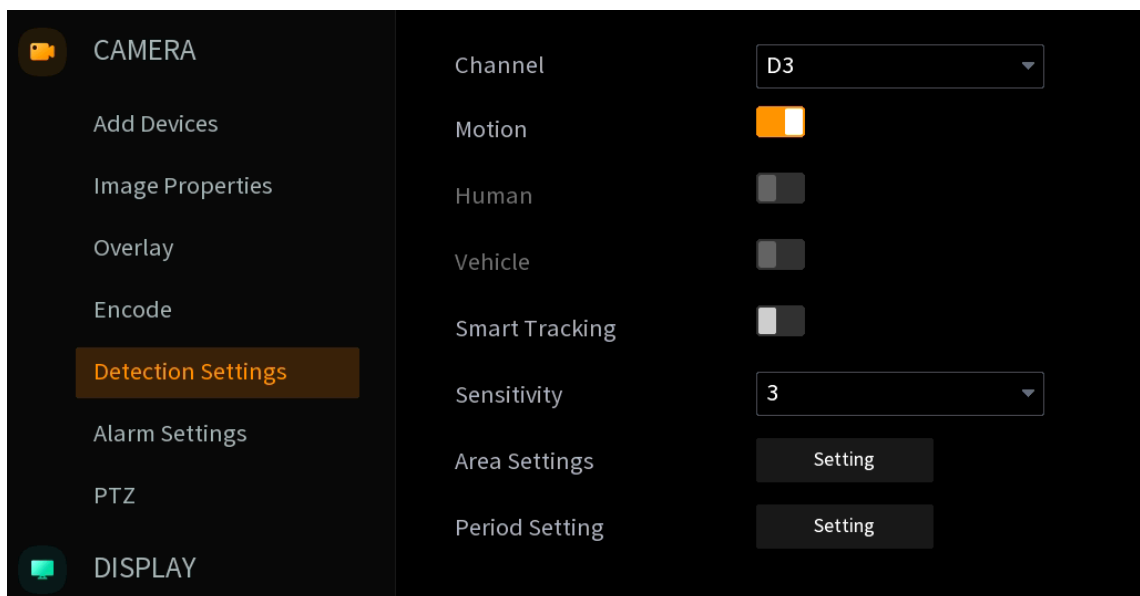 CAMERA
Add Devices
Image Properties
Overlay
Encode
Detection Settings
Alarm Settings
PTZ
DISPLAY
Channel D3
Motion
Human
Vehicle
Smart Tracking
Sensitivity 3
Area Settings Setting
Period Setting Setting